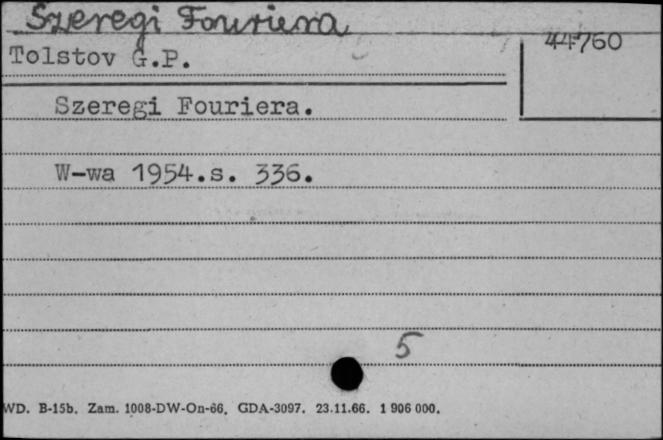 Szeregi Fouriera
44760
Tolstov G.P.
Szeregi Fouriera.
W-wa 1954.s. 336.
5
WD. B-15b. Zam. 1008-DW-On-66. GDA-3097. 23.11.66. 1 906 000.